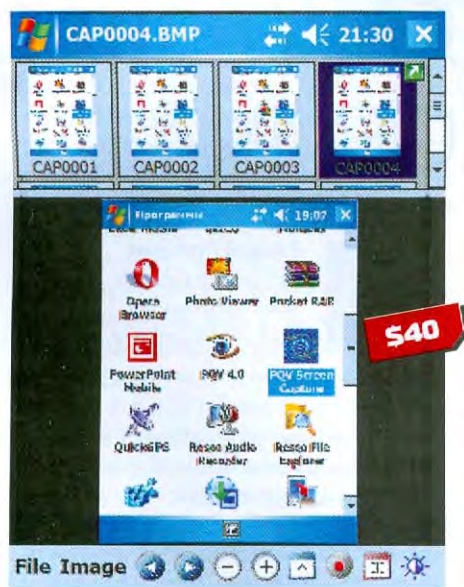 CAP0004.BMP 21:30
CAP0001 CAP0002 CAP0003 CAP0004
Программы 19:07
Opera Browser
Photo Viewer
Pocket RAR
$40
PowerPoint Mobile
PQV 4.0
PQV Screen Capture
QuickGPS
Resco Audio Recorder
Resco File Explorer
File Image